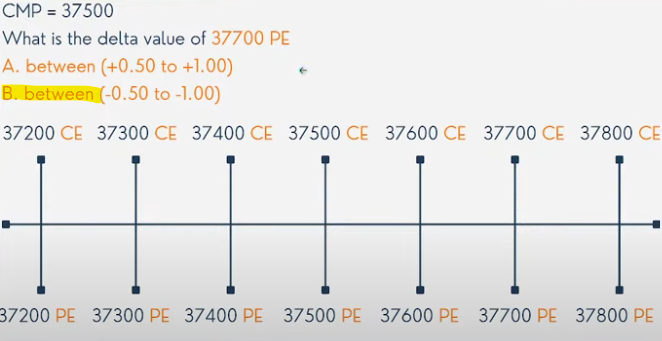 CMP = 37500
What is the delta value of 37700 PE
A. between (+0.50 to +1.00)
B. between (-0.50 to -1.00)
37200 CE 37300 CE 37400 CE 37500 CE 37600 CE 37700 CE 37800 CE
37200 PE 37300 PE 37400 PE 37500 PE 37600 PE 37700 PE 37800 PE